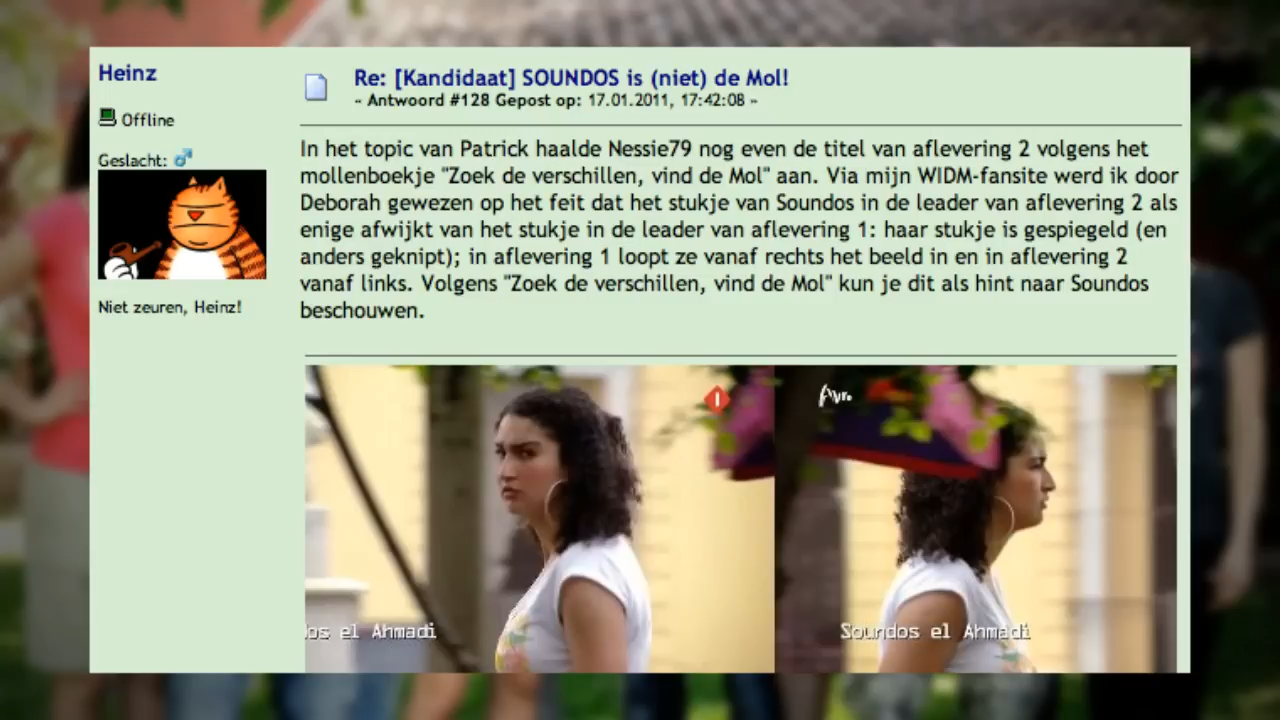 Heinz
Offline
Geslacht:
Niet zeuren, Heinz!
Re: [Kandidaat] SOUNDOS is (niet) de Mol!
« Antwoord #128 Gepost op: 17.01.2011, 17:42:08 »
In het topic van Patrick haalde Nessie79 nog even de titel van aflevering 2 volgens het
mollenboekje "Zoek de verschillen, vind de Mol" aan. Via mijn WIDM-fansite werd ik door
Deborah gewezen op het feit dat het stukje van Soundos in de leader van aflevering 2 als
enige afwijkt van het stukje in de leader van aflevering 1: haar stukje is gespiegeld (en
anders geknipt); in aflevering 1 loopt ze vanaf rechts het beeld in en in aflevering 2
vanaf links. Volgens "Zoek de verschillen, vind de Mol" kun je dit als hint naar Soundos
beschouwen.
1
Avro
dos el Ahmadi
Soundos el Ahmadi